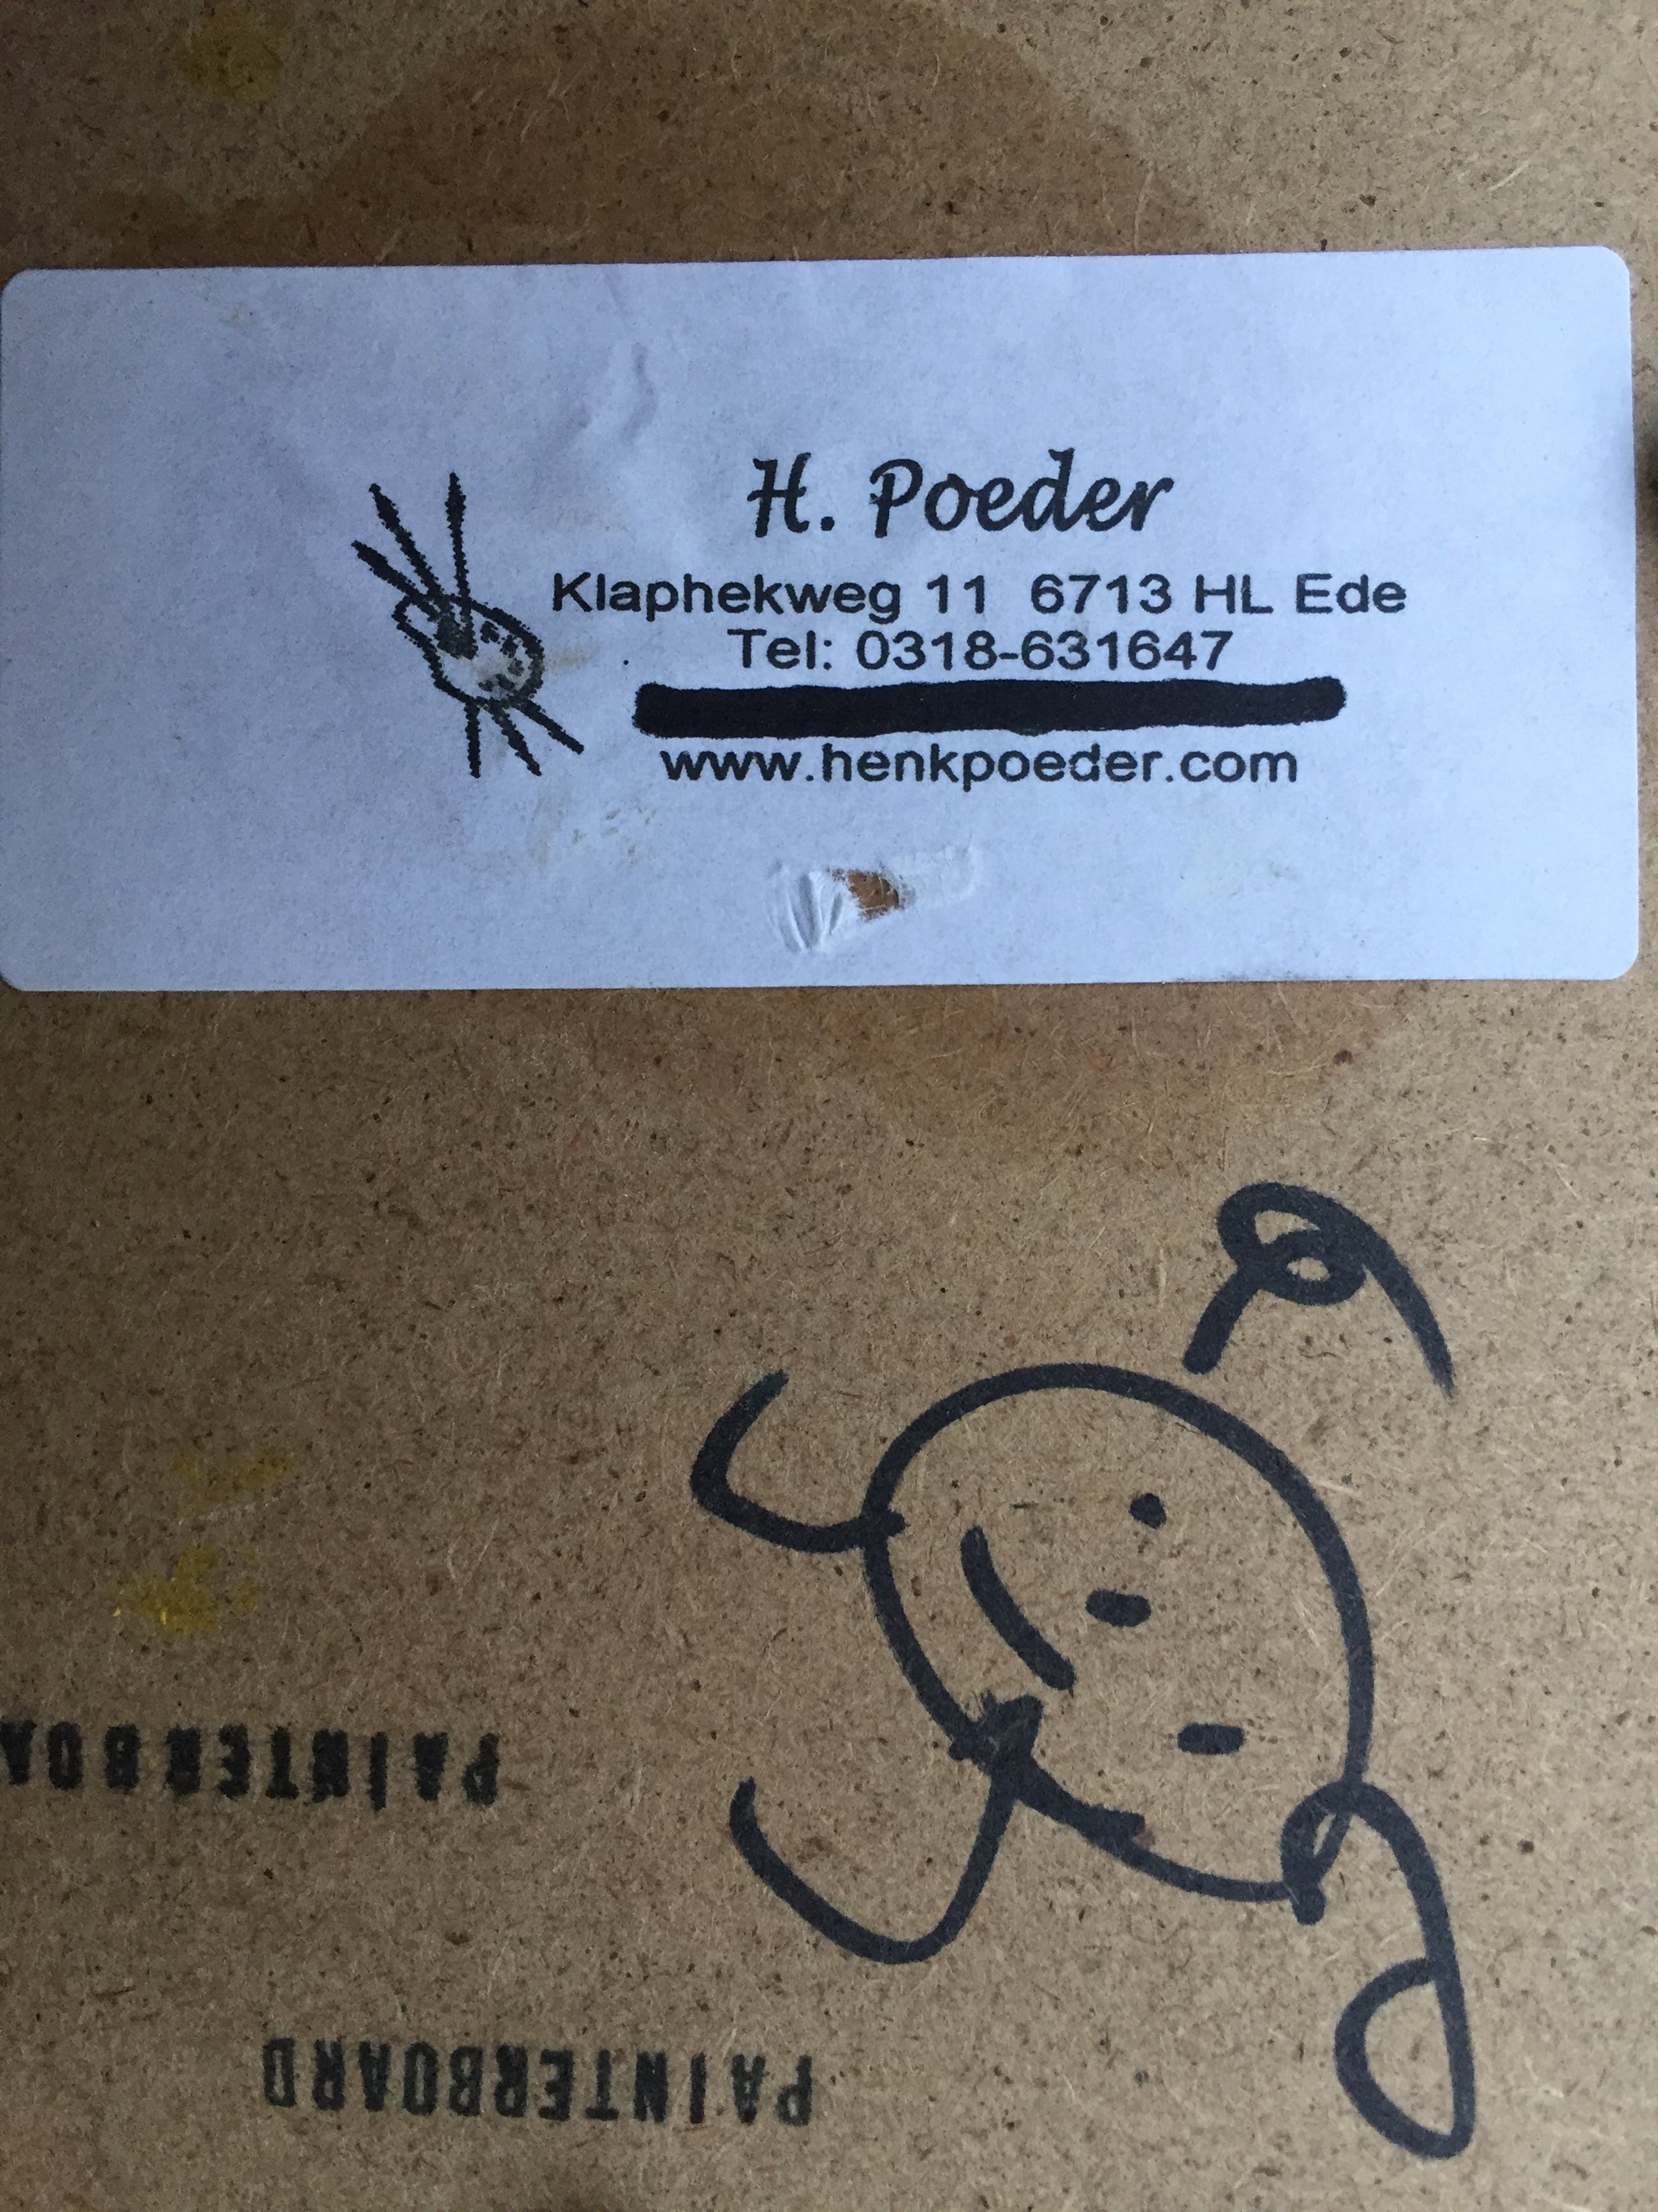 H. Poeder
Klaphekweg 11 6713 HL Ede
Tel: 0318-631647
www.henkpoeder.com
PAINTERBOA
PAINTERBOARD